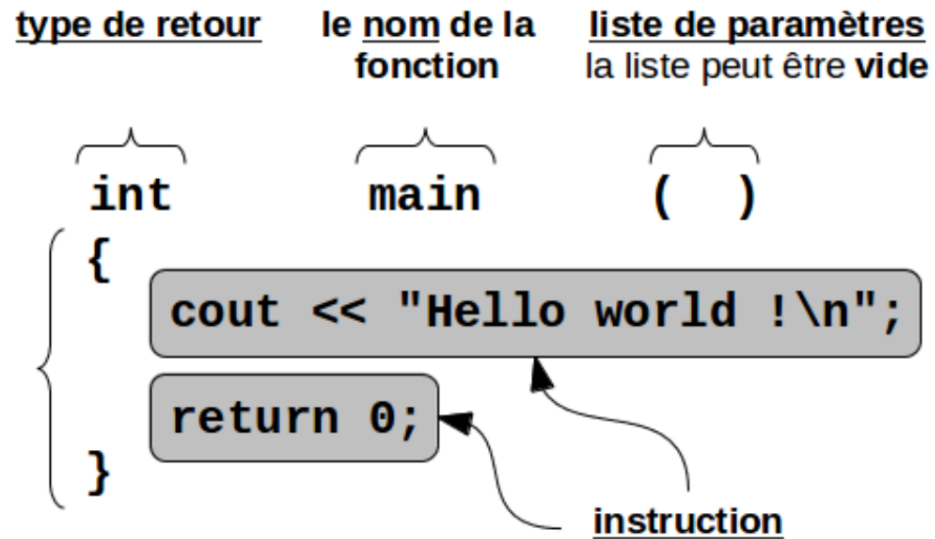 type de retour le nom de la liste de paramètres
fonction la liste peut être vide
int main ( )
{
cout << "Hello world !\n";
return 0;
}
instruction